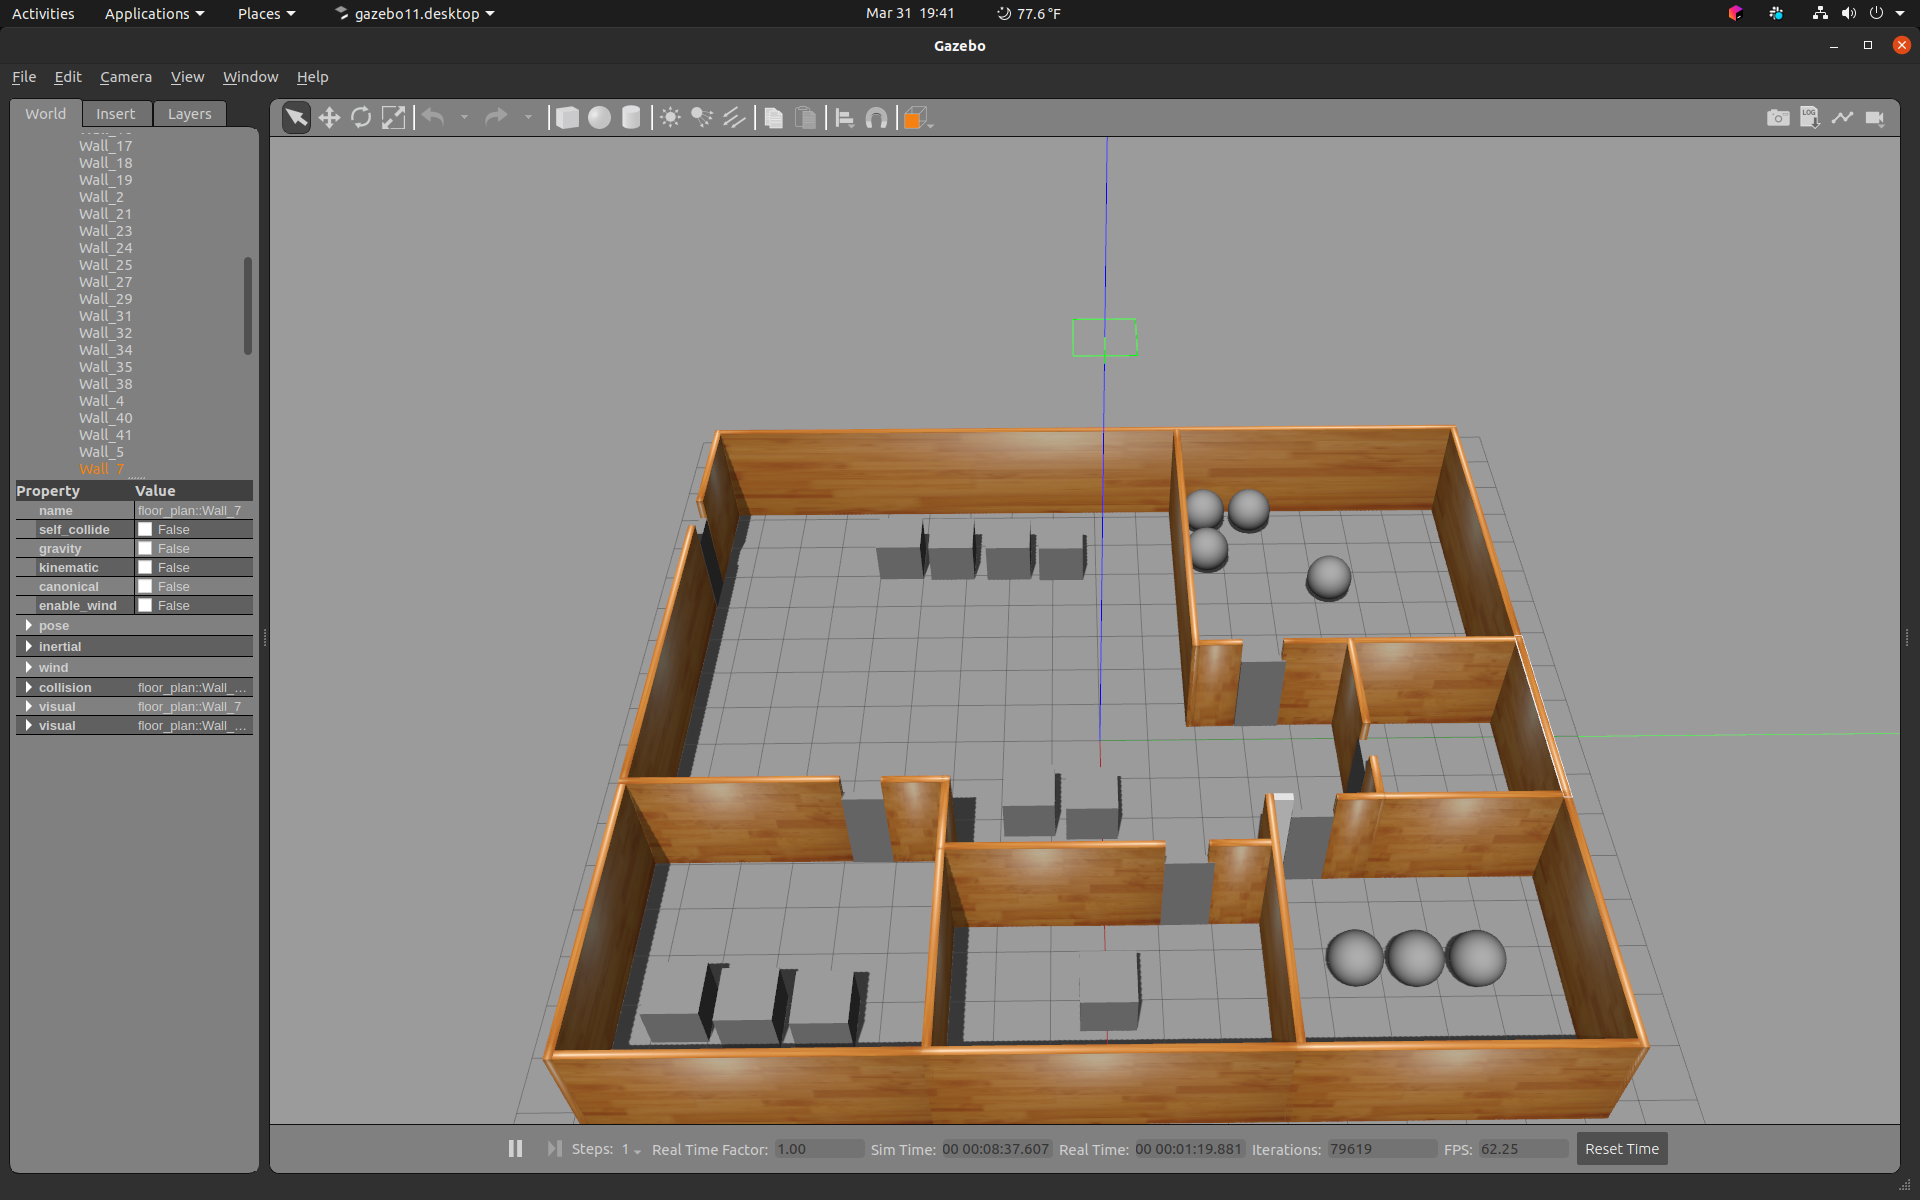 Activities Applications Places gazebo11.desktop Mar 31 19:41 77.6 °F
Gazebo
File Edit Camera View Window Help
World Insert Layers
LOG
Wall_17
Wall_18
Wall_19
Wall_2
Wall_21
Wall_23
Wall_24
Wall_25
Wall_27
Wall_29
Wall_31
Wall_32
Wall_34
Wall_35
Wall_38
Wall_4
Wall_40
Wall_41
Wall_5
Wall_7
Property Value
name floor_plan::Wall_7
self_collide False
gravity False
kinematic False
canonical False
enable_wind False
pose
inertial
wind
collision floor_plan::Wall_...
visual floor_plan::Wall_7
visual floor_plan::Wall_...
Steps: 1 Real Time Factor: 1.00 Sim Time: 00 00:08:37.607 Real Time: 00 00:01:19.881 Iterations: 79619 FPS: 62.25 Reset Time